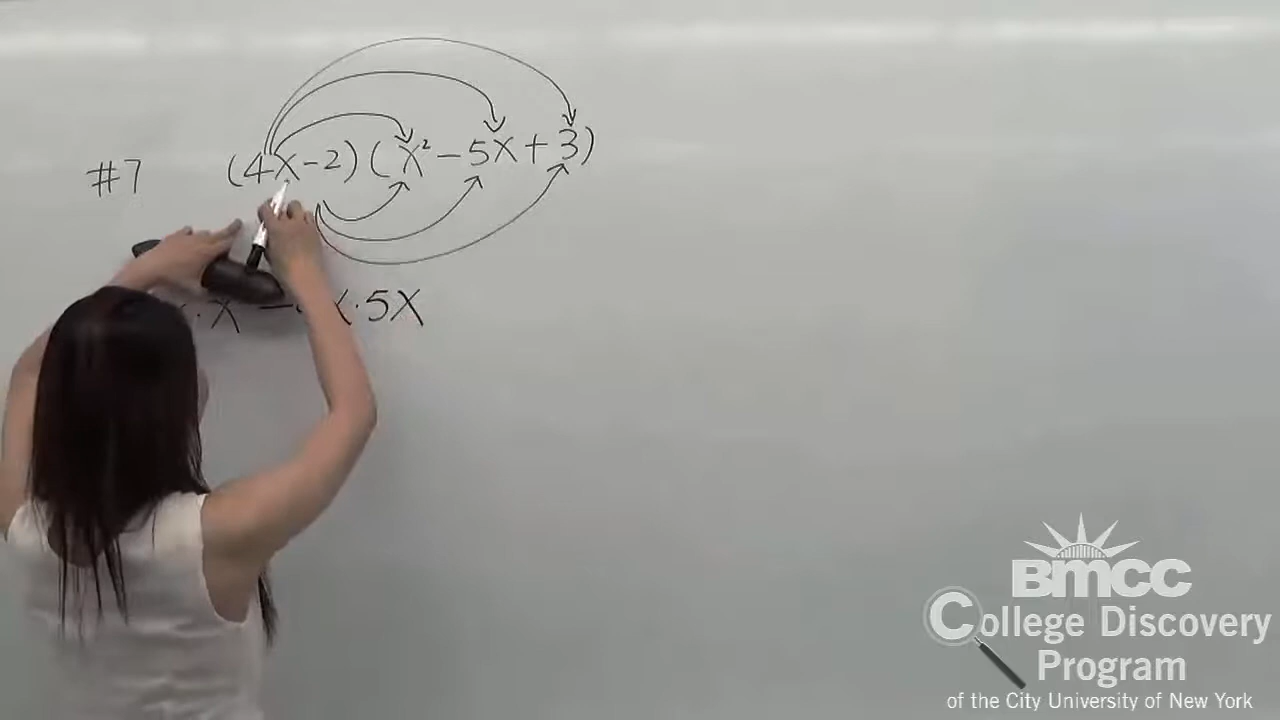 #7 (4x-2)(x²-5x+3)
·x - x·5x
BMCC
College Discovery
Program
of the City University of New York